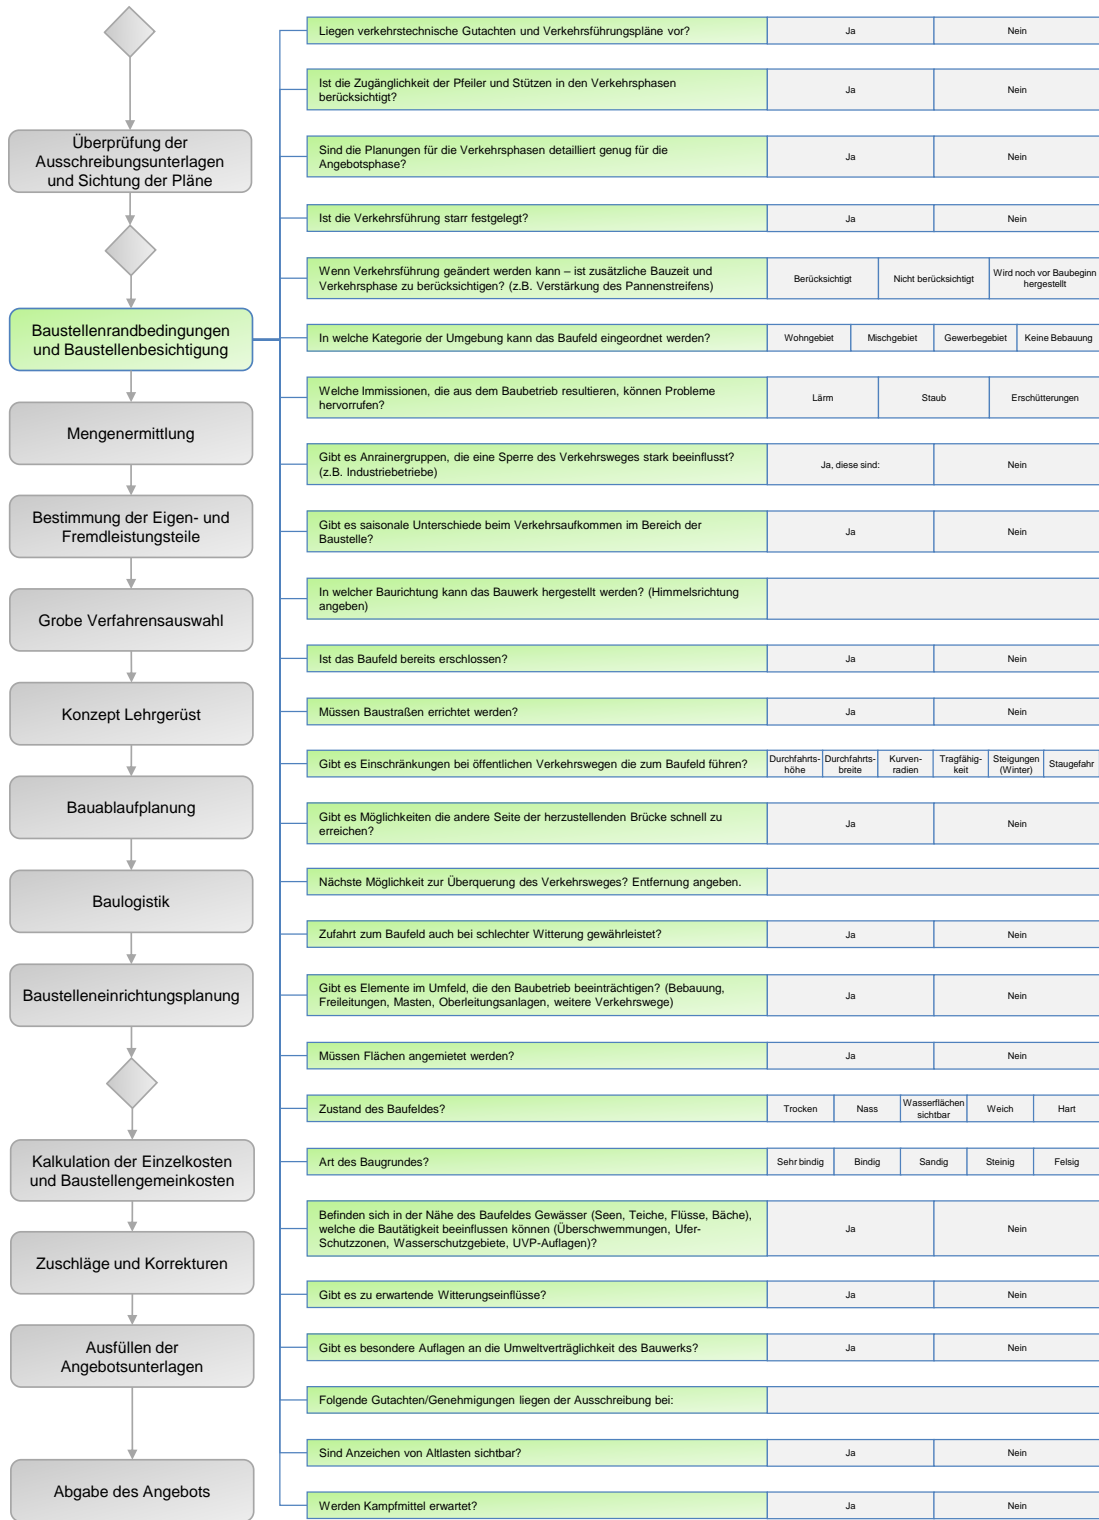 Überprüfung der
Ausschreibungsunterlagen
und Sichtung der Pläne
Baustellenrandbedingungen
und Baustellenbesichtigung
Mengenermittlung
Bestimmung der Eigen- und
Fremdleistungsteile
Grobe Verfahrensauswahl
Konzept Lehrgerüst
Bauablaufplanung
Baulogistik
Baustelleneinrichtungsplanung
Kalkulation der Einzelkosten
und Baustellengemeinkosten
Zuschläge und Korrekturen
Ausfüllen der
Angebotsunterlagen
Abgabe des Angebots
Liegen verkehrstechnische Gutachten und Verkehrsführungspläne vor? Ja Nein
Ist die Zugänglichkeit der Pfeiler und Stützen in den Verkehrsphasen
berücksichtigt? Ja Nein
Sind die Planungen für die Verkehrsphasen detailliert genug für die
Angebotsphase? Ja Nein
Ist die Verkehrsführung starr festgelegt? Ja Nein
Wenn Verkehrsführung geändert werden kann – ist zusätzliche Bauzeit und
Verkehrsphase zu berücksichtigen? (z.B. Verstärkung des Pannenstreifens)
Berücksichtigt Nicht berücksichtigt Wird noch vor Baubeginn
hergestellt
In welche Kategorie der Umgebung kann das Baufeld eingeordnet werden? Wohngebiet Mischgebiet Gewerbegebiet Keine Bebauung
Welche Immissionen, die aus dem Baubetrieb resultieren, können Probleme
hervorrufen? Lärm Staub Erschütterungen
Gibt es Anrainergruppen, die eine Sperre des Verkehrsweges stark beeinflusst?
(z.B. Industriebetriebe) Ja, diese sind: Nein
Gibt es saisonale Unterschiede beim Verkehrsaufkommen im Bereich der
Baustelle? Ja Nein
In welcher Baurichtung kann das Bauwerk hergestellt werden? (Himmelsrichtung
angeben)
Ist das Baufeld bereits erschlossen? Ja Nein
Müssen Baustraßen errichtet werden? Ja Nein
Gibt es Einschränkungen bei öffentlichen Verkehrswegen die zum Baufeld führen?
Durchfahrts- Durchfahrts- Kurven- Tragfähig- Steigungen Staugefahr
höhe breite radien keit (Winter)
Gibt es Möglichkeiten die andere Seite der herzustellenden Brücke schnell zu
erreichen? Ja Nein
Nächste Möglichkeit zur Überquerung des Verkehrsweges? Entfernung angeben.
Zufahrt zum Baufeld auch bei schlechter Witterung gewährleistet? Ja Nein
Gibt es Elemente im Umfeld, die den Baubetrieb beeinträchtigen? (Bebauung,
Freileitungen, Masten, Oberleitungsanlagen, weitere Verkehrswege) Ja Nein
Müssen Flächen angemietet werden? Ja Nein
Zustand des Baufeldes? Trocken Nass Wasserflächen
sichtbar Weich Hart
Art des Baugrundes? Sehr bindig Bindig Sandig Steinig Felsig
Befinden sich in der Nähe des Baufeldes Gewässer (Seen, Teiche, Flüsse, Bäche),
welche die Bautätigkeit beeinflussen können (Überschwemmungen, Ufer-
Schutzzonen, Wasserschutzgebiete, UVP-Auflagen)? Ja Nein
Gibt es zu erwartende Witterungseinflüsse? Ja Nein
Gibt es besondere Auflagen an die Umweltverträglichkeit des Bauwerks? Ja Nein
Folgende Gutachten/Genehmigungen liegen der Ausschreibung bei:
Sind Anzeichen von Altlasten sichtbar? Ja Nein
Werden Kampfmittel erwartet? Ja Nein